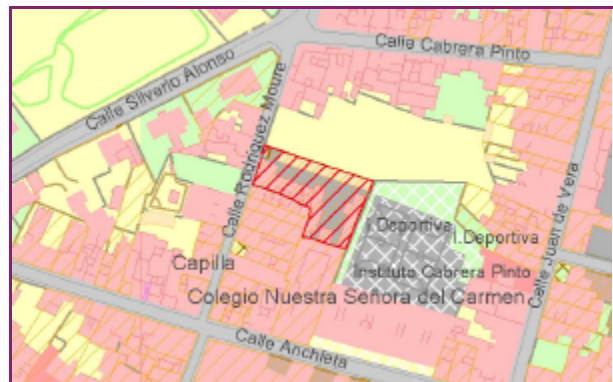 Calle Cabrera Pinto
Calle Silverio Alonso
Calle Rodríguez Moure
I.Deportiva
I.Deportiva
Calle Juan de Vera
Capilla
Instituto Cabrera Pinto
Colegio Nuestra Señora del Carmen
Calle Anchieta